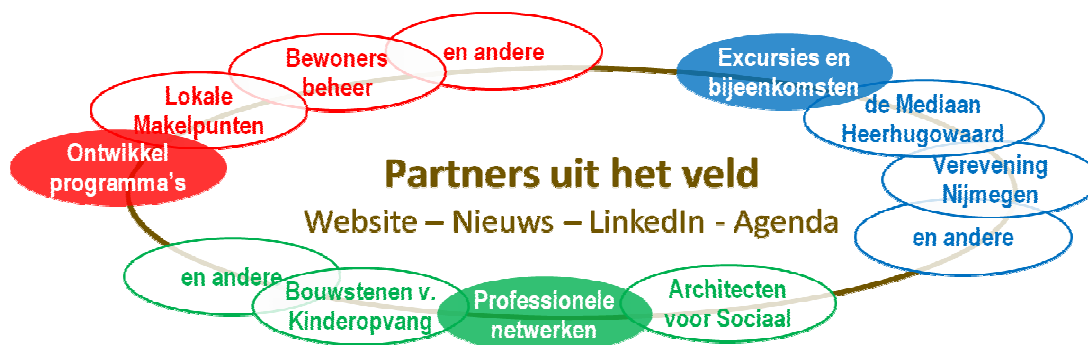 en andere
Bewoners
beheer
Lokale
Makelpunten
Ontwikkel
programma's
Excursies en
bijeenkomsten
de Mediaan
Heerhugowaard
Verevening
Nijmegen
en andere
Partners uit het veld
Website – Nieuws – LinkedIn - Agenda
en andere
Bouwstenen v.
Kinderopvang
Professionele
netwerken
Architecten
voor Sociaal